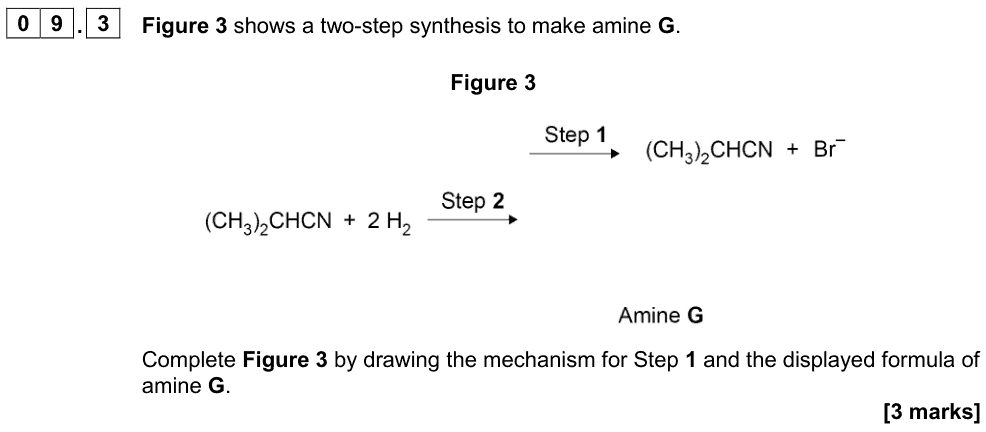 09.3 Figure 3 shows a two-step synthesis to make amine G.
Figure 3
Step 1
(CH₃)₂CHCN + Br⁻
Step 2
(CH₃)₂CHCN + 2 H₂
Amine G
Complete Figure 3 by drawing the mechanism for Step 1 and the displayed formula of
amine G.
[3 marks]